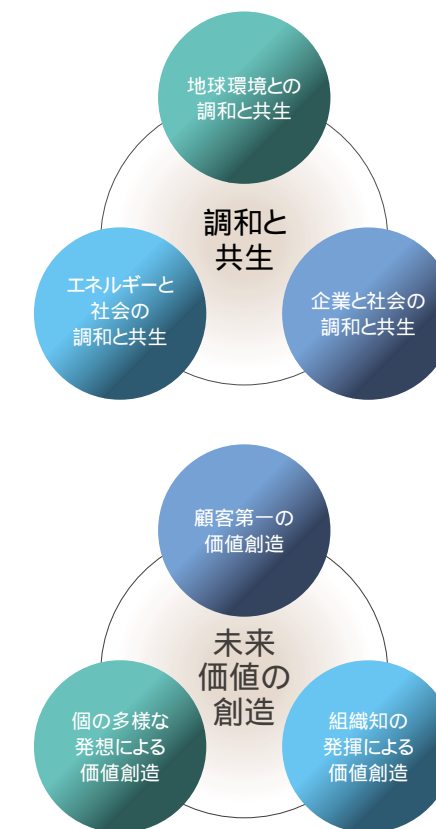 地球環境との
調和と共生
調和と
共生
エネルギーと
社会の
調和と共生
企業と社会の
調和と共生
顧客第一の
価値創造
未来
価値の
創造
個の多様な
発想による
価値創造
組織知の
発揮による
価値創造